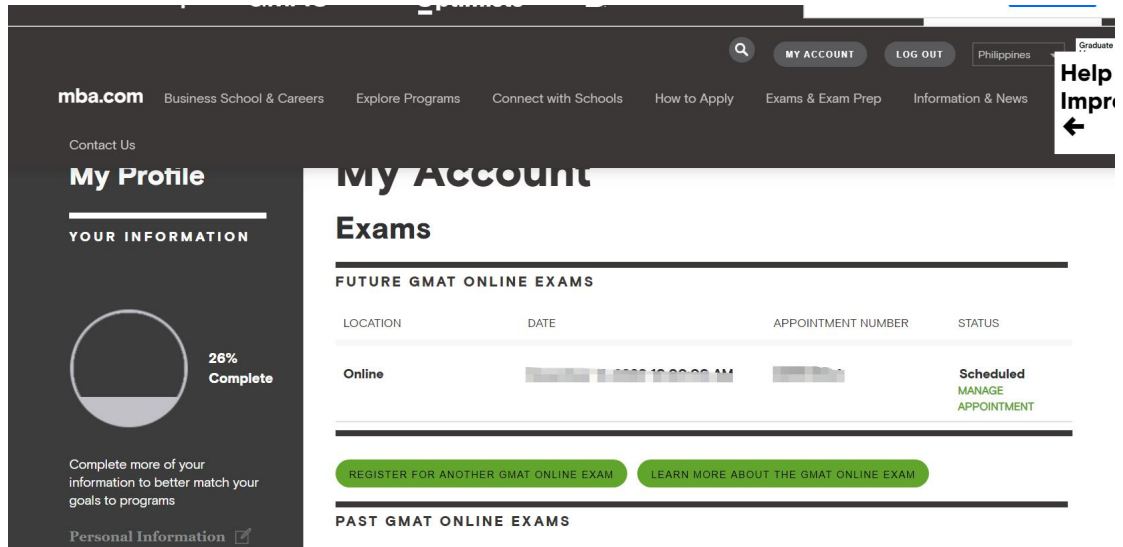 MY ACCOUNT LOG OUT Philippines
Graduate
Help
mba.com Business School & Careers Explore Programs Connect with Schools How to Apply Exams & Exam Prep Information & News
Contact Us
My Profile
YOUR INFORMATION
26%
Complete
Complete more of your
information to better match your
goals to programs
Personal Information
My Account
Exams
FUTURE GMAT ONLINE EXAMS
LOCATION DATE APPOINTMENT NUMBER STATUS
Online AM Scheduled
MANAGE
APPOINTMENT
REGISTER FOR ANOTHER GMAT ONLINE EXAM LEARN MORE ABOUT THE GMAT ONLINE EXAM
PAST GMAT ONLINE EXAMS